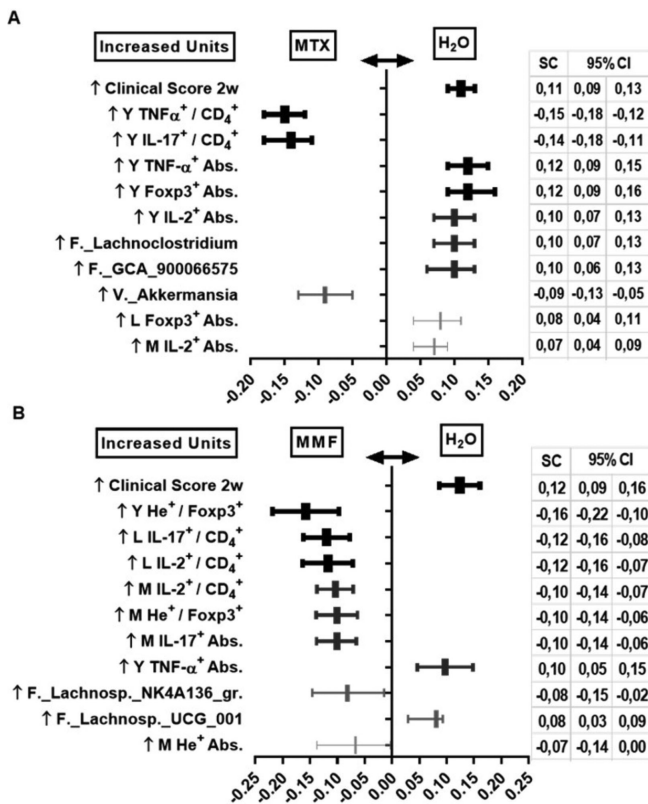 A
Increased Units MTX H₂O SC 95% CI
↑ Clinical Score 2w 0,11 0,09 0,13
↑ Y TNFα⁺ / CD₄⁺ -0,15 -0,18 -0,12
↑ Y IL-17⁺ / CD₄⁺ -0,14 -0,18 -0,11
↑ Y TNF-α⁺ Abs. 0,12 0,09 0,15
↑ Y Foxp3⁺ Abs. 0,12 0,09 0,16
↑ Y IL-2⁺ Abs. 0,10 0,07 0,13
↑ F._Lachnoclostridium 0,10 0,07 0,13
↑ F._GCA_900066575 0,10 0,06 0,13
↑ V._Akkermansia -0,09 -0,13 -0,05
↑ L Foxp3⁺ Abs. 0,08 0,04 0,11
↑ M IL-2⁺ Abs. 0,07 0,04 0,09
-0.20 -0.15 -0.10 -0.05 0.00 0.05 0.10 0.15 0.20
B
Increased Units MMF H₂O SC 95% CI
↑ Clinical Score 2w 0,12 0,09 0,16
↑ Y He⁺ / Foxp3⁺ -0,16 -0,22 -0,10
↑ L IL-17⁺ / CD₄⁺ -0,12 -0,16 -0,08
↑ L IL-2⁺ / CD₄⁺ -0,12 -0,16 -0,07
↑ M IL-2⁺ / CD₄⁺ -0,10 -0,14 -0,07
↑ M He⁺ / Foxp3⁺ -0,10 -0,14 -0,06
↑ M IL-17⁺ Abs. -0,10 -0,14 -0,06
↑ Y TNF-α⁺ Abs. 0,10 0,05 0,15
↑ F._Lachnosp._NK4A136_gr. -0,08 -0,15 -0,02
↑ F._Lachnosp._UCG_001 0,08 0,03 0,09
↑ M He⁺ Abs. -0,07 -0,14 0,00
-0.25 -0.20 -0.15 -0.10 -0.05 0.00 0.05 0.10 0.15 0.20 0.25